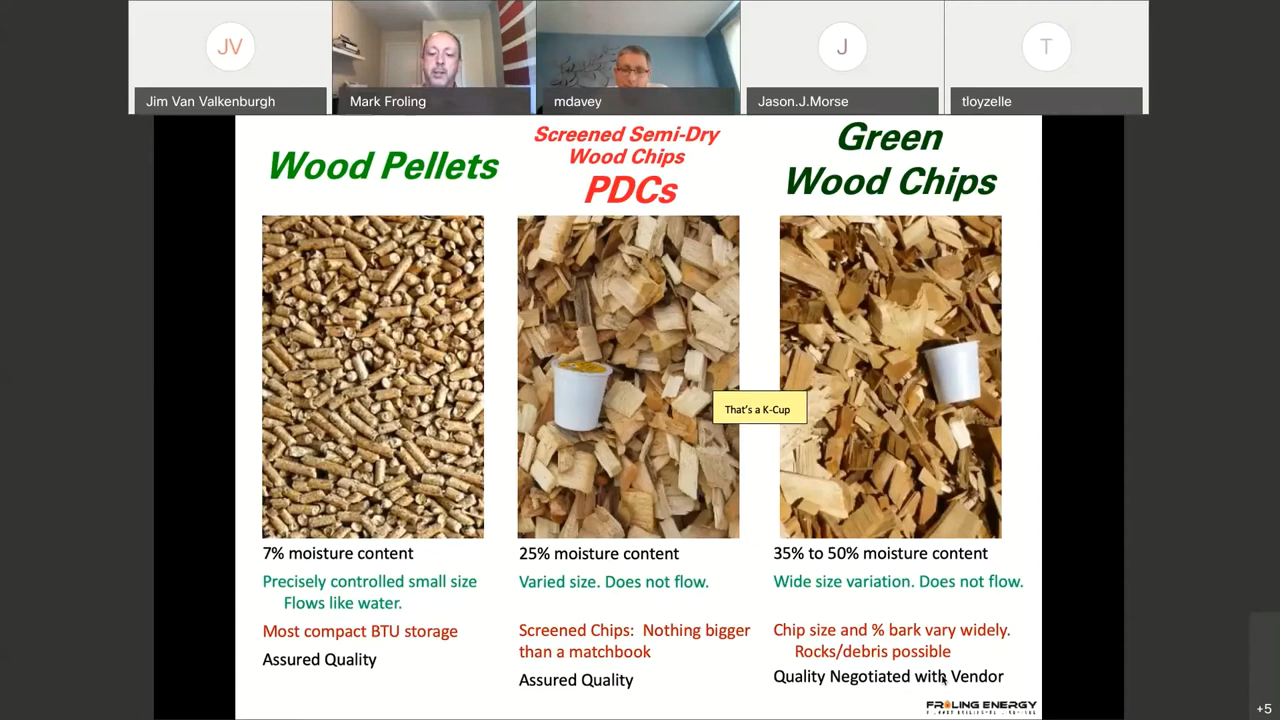 JV
J
T
Jim Van Valkenburgh
Mark Froling
mdavey
Jason.J.Morse
tloyzelle
Wood Pellets
Screened Semi-Dry
Wood Chips
PDCs
Green
Wood Chips
That's a K-Cup
7% moisture content
Precisely controlled small size
Flows like water.
Most compact BTU storage
Assured Quality
25% moisture content
Varied size. Does not flow.
Screened Chips: Nothing bigger
than a matchbook
Assured Quality
35% to 50% moisture content
Wide size variation. Does not flow.
Chip size and % bark vary widely.
Rocks/debris possible
Quality Negotiated with Vendor
FROLING ENERGY
+5